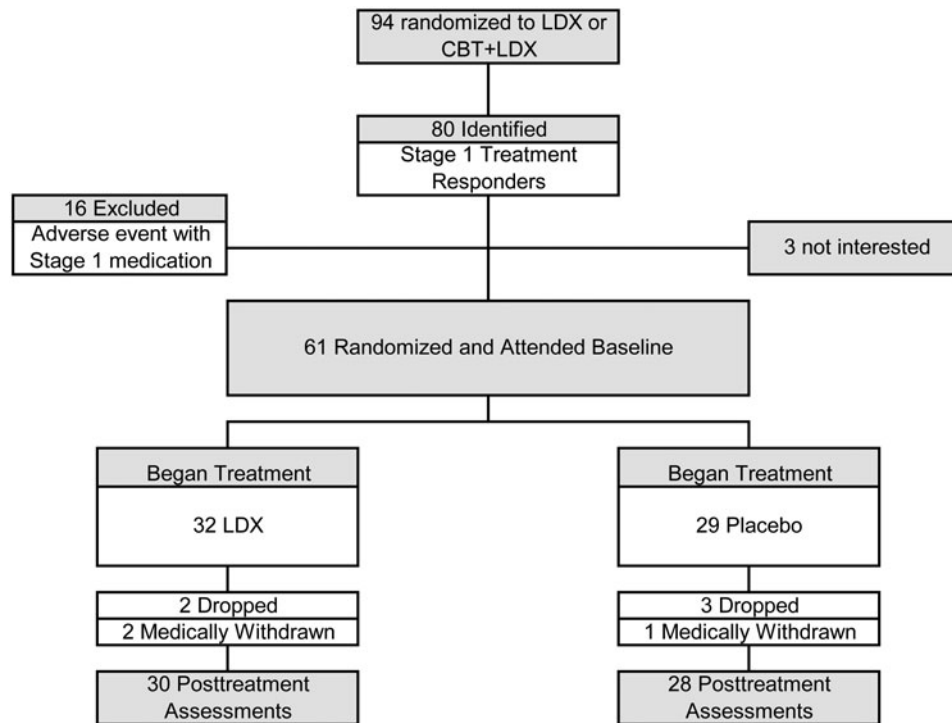 94 randomized to LDX or
CBT+LDX
80 Identified
Stage 1 Treatment
Responders
16 Excluded
Adverse event with
Stage 1 medication
3 not interested
61 Randomized and Attended Baseline
Began Treatment
32 LDX
2 Dropped
2 Medically Withdrawn
30 Posttreatment
Assessments
Began Treatment
29 Placebo
3 Dropped
1 Medically Withdrawn
28 Posttreatment
Assessments